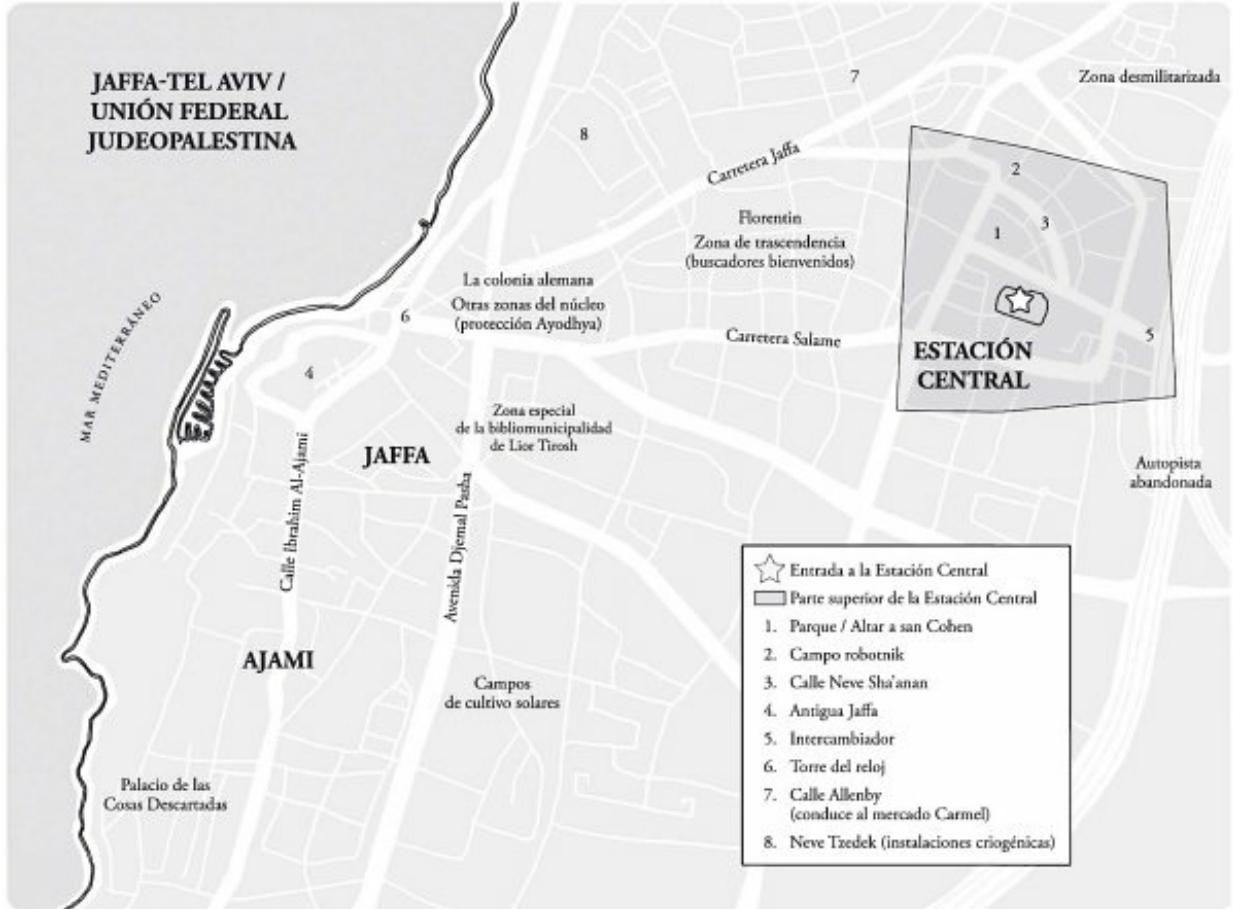 JAFFA-TEL AVIV /
UNIÓN FEDERAL
JUDEOPALESTINA
7
Zona desmilitarizada
8
Carretera Jaffa
2
Florentin
Zona de trascendencia
(buscadores bienvenidos)
1
3
La colonia alemana
Otras zonas del núcleo
(protección Ayodhya)
6
Carretera Salame
5
ESTACIÓN
CENTRAL
MAR MEDITERRÁNEO
4
Zona especial
de la bibliomunicipalidad
de Lior Tirosh
JAFFA
Autopista
abandonada
Calle Ibrahim Al-Ajami
Avenida Djemal Pasha
AJAMI
Campos
de cultivo solares
Palacio de las
Cosas Descartadas
Entrada a la Estación Central
Parte superior de la Estación Central
1. Parque / Altar a san Cohen
2. Campo robotnik
3. Calle Neve Sha'anan
4. Antigua Jaffa
5. Intercambiador
6. Torre del reloj
7. Calle Allenby
(conduce al mercado Carmel)
8. Neve Tzedek (instalaciones criogénicas)